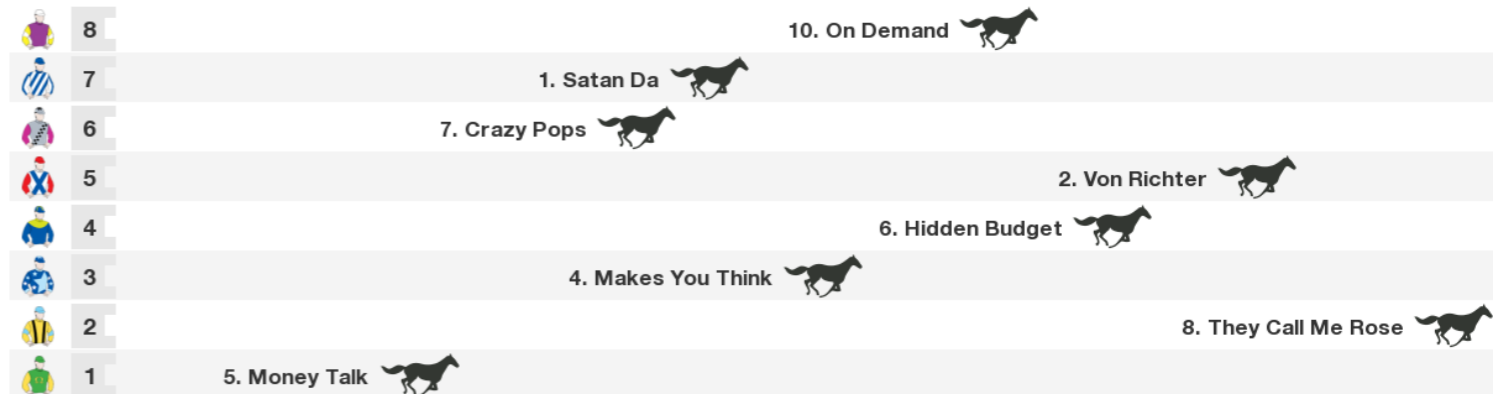 8 10. On Demand
7 1. Satan Da
6 7. Crazy Pops
5 2. Von Richter
4 6. Hidden Budget
3 4. Makes You Think
2 8. They Call Me Rose
1 5. Money Talk